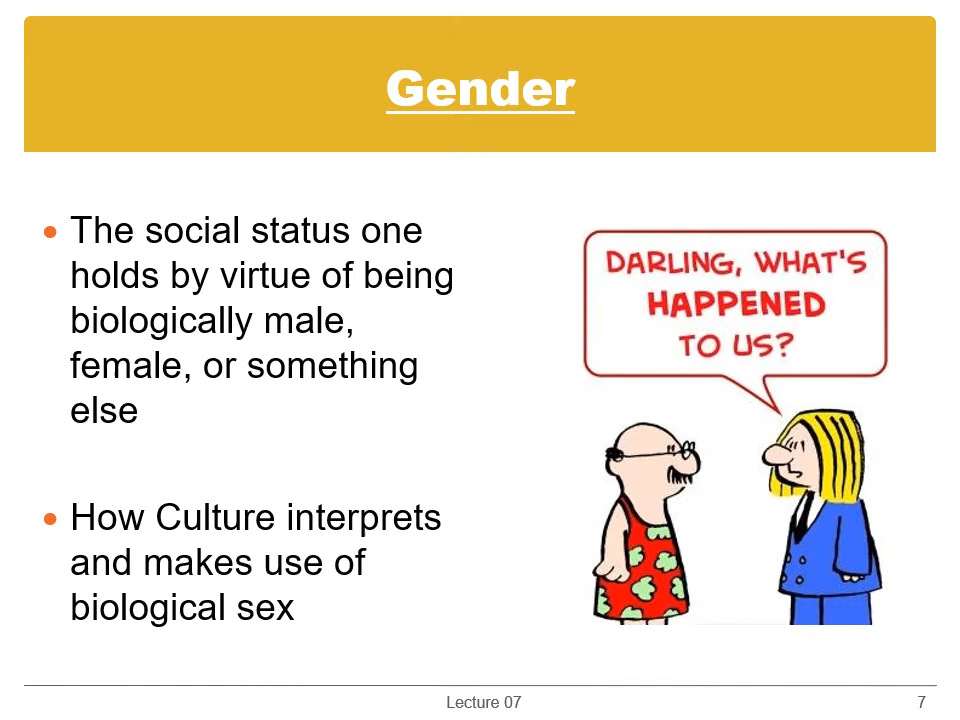 Gender
• The social status one
holds by virtue of being
biologically male,
female, or something
else
• How Culture interprets
and makes use of
biological sex
DARLING, WHAT'S
HAPPENED
TO US?
Lecture 07
7